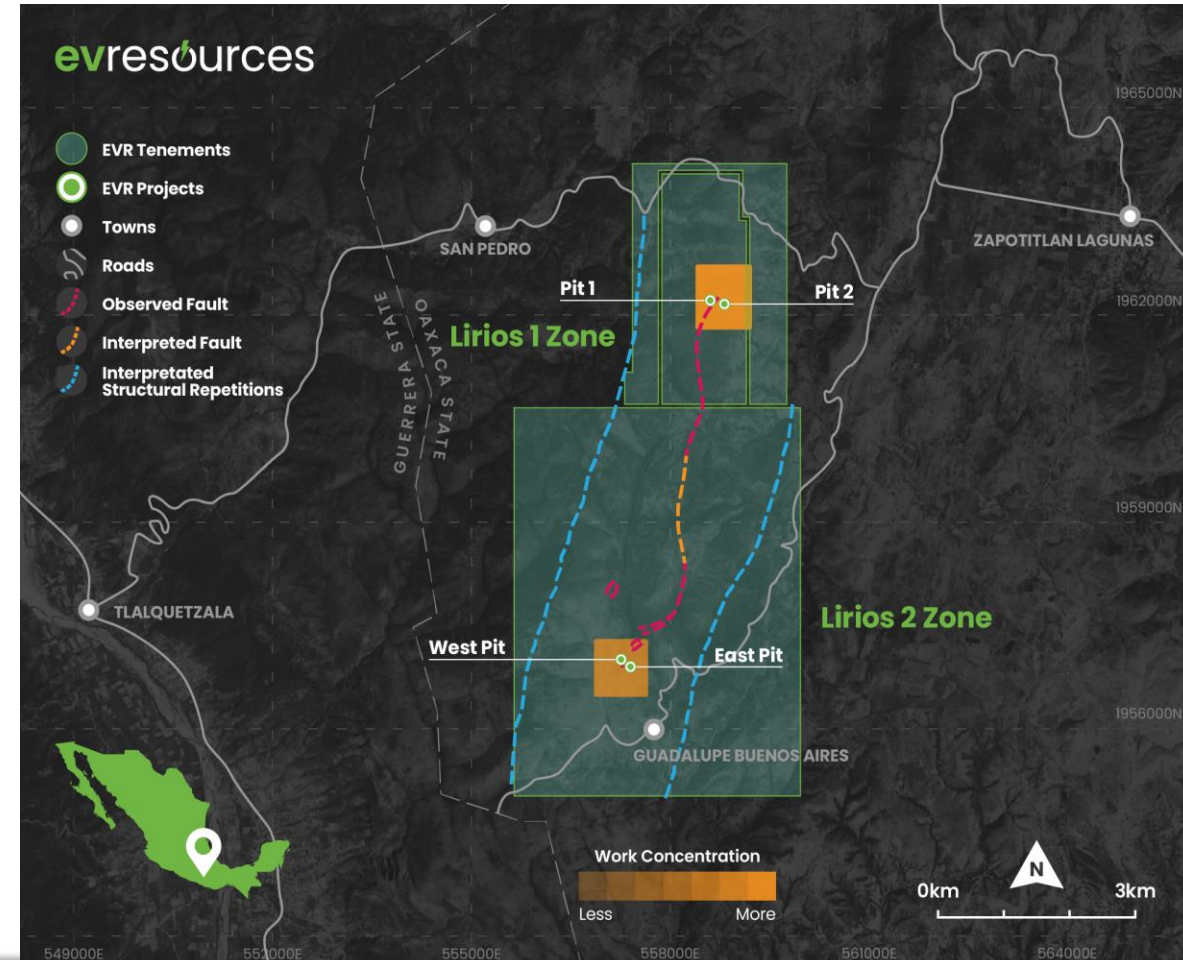 evresources
EVR Tenements
EVR Projects
Towns
Roads
Observed Fault
Interpreted Fault
Interpretated
Structural Repetitions
1965000N
SAN PEDRO
ZAPOTITLAN LAGUNAS
Pit 1
Pit 2
1962000N
Lirios 1 Zone
GUERRERA STATE
OAXACA STATE
1959000N
TLALQUETZALA
Lirios 2 Zone
West Pit
East Pit
1956000N
GUADALUPE BUENOS AIRES
Work Concentration
Less
More
N
0km
3km
549000E
552000E
555000E
558000E
561000E
564000E